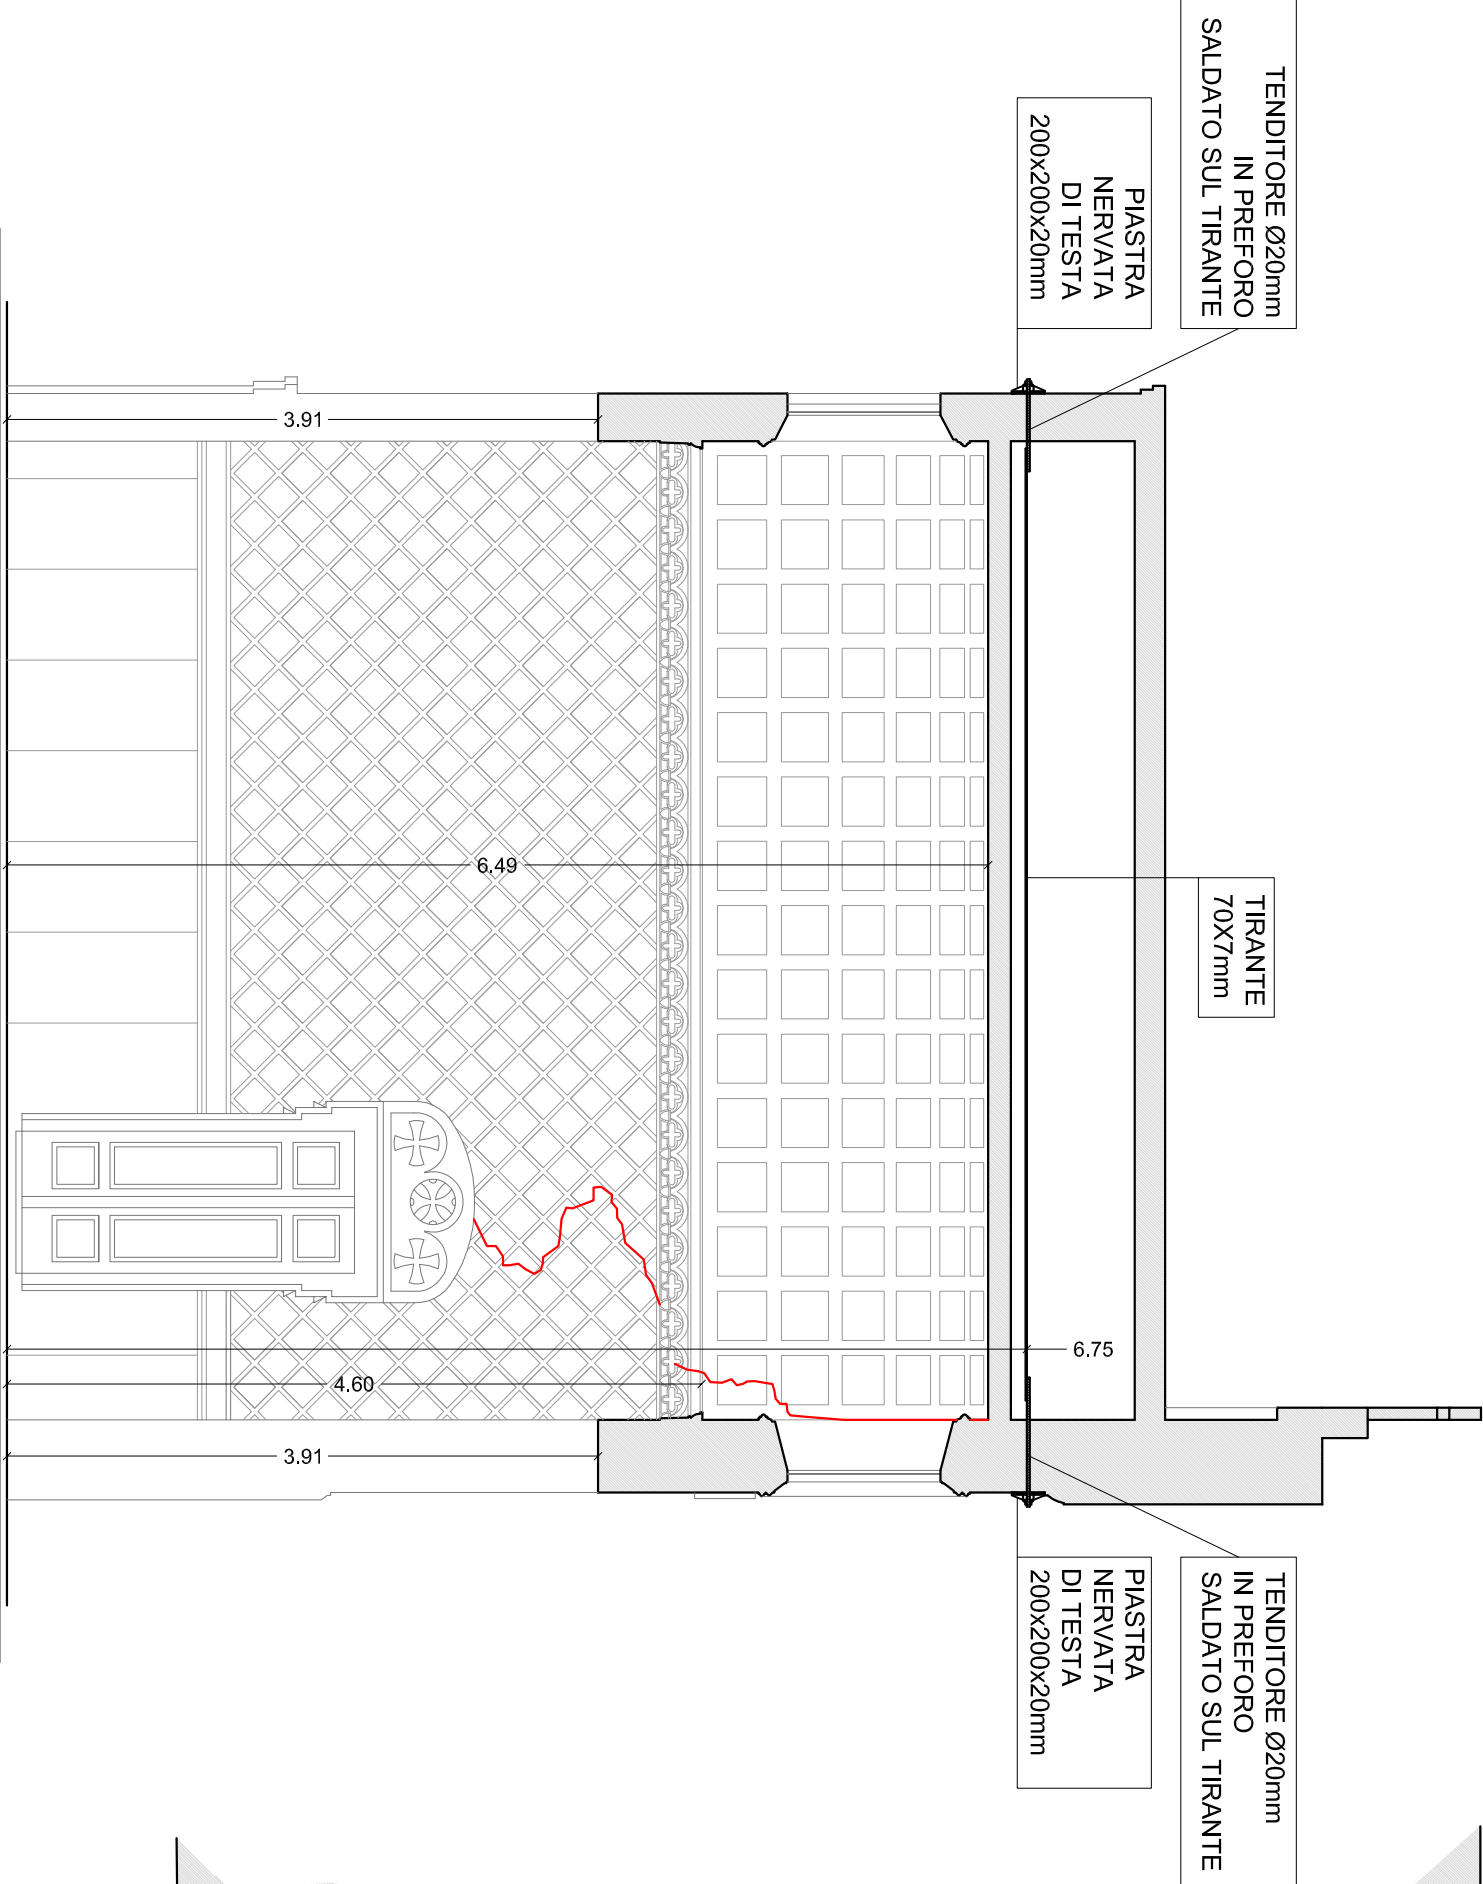 TENDITORE Ø20mm
IN PREFORO
SALDATO SUL TIRANTE
PIASTRA
NERVATA
DI TESTA
200x200x20mm
TIRANTE
70X7mm
TENDITORE Ø20mm
IN PREFORO
SALDATO SUL TIRANTE
PIASTRA
NERVATA
DI TESTA
200x200x20mm
3.91
6.49
6.75
4.60
3.91